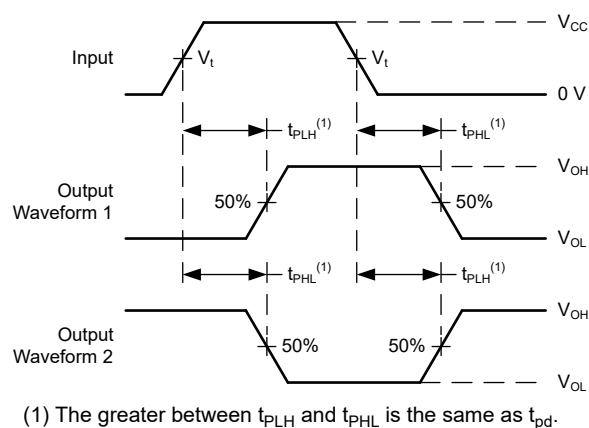 V_CC
Input
V_t
V_t
0 V
t_PLH^(1)
t_PHL^(1)
V_OH
Output
Waveform 1
50%
50%
V_OL
t_PHL^(1)
t_PLH^(1)
V_OH
Output
Waveform 2
50%
50%
V_OL
(1) The greater between t_PLH and t_PHL is the same as t_pd.